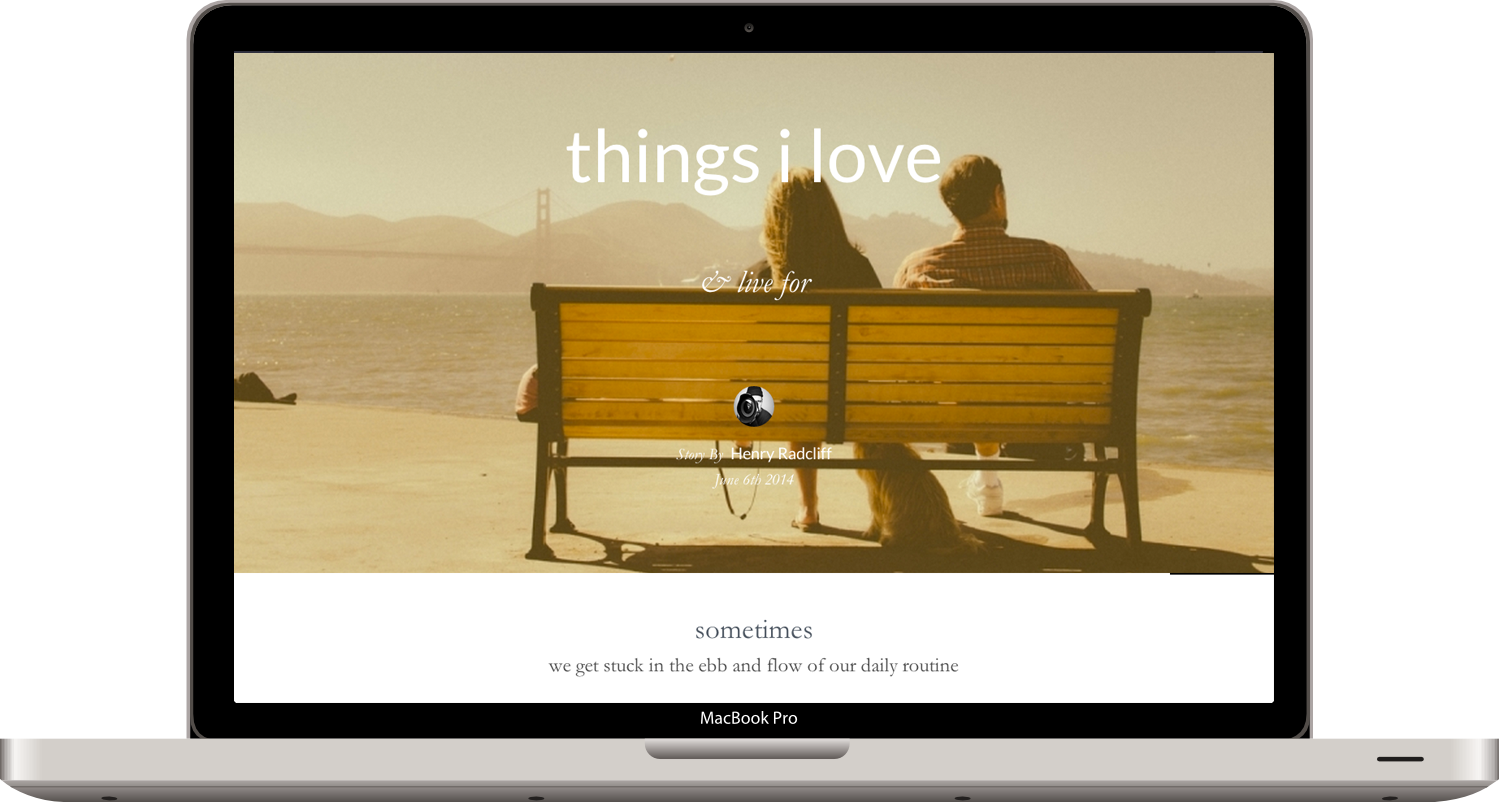 things i love
& live for
Story By Henry Radcliff
June 6th 2014
sometimes
we get stuck in the ebb and flow of our daily routine
MacBook Pro